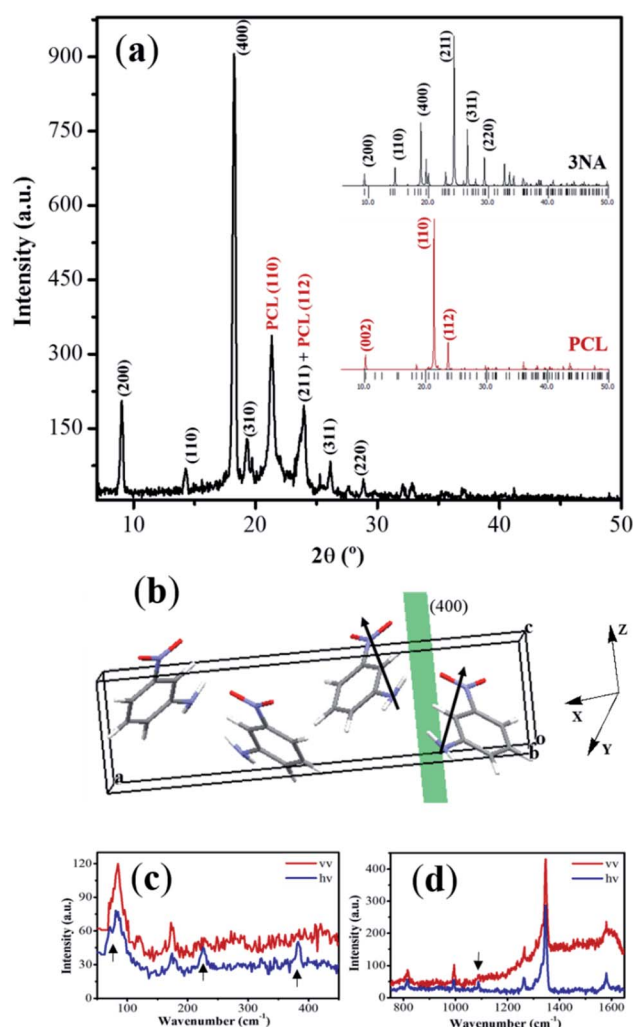 (a)
Intensity (a.u.)
900
750
600
450
300
150
(200)
(110)
(400)
(310)
PCL (110)
(211) + PCL (112)
(311)
(220)
10
20
30
40
50
2θ (º)
(200)
(110)
(400)
(211)
(311)
(220)
3NA
10.0
20.0
30.0
40.0
50.0
(002)
(110)
(112)
PCL
10.0
20.0
30.0
40.0
50.0
(b)
(400)
c
o
b
a
Z
X
Y
(c)
vv
hv
Intensity (a.u.)
120
90
60
30
0
100
200
300
400
Wavenumber (cm-1)
(d)
vv
hv
Intensity (a.u.)
400
300
200
100
0
800
1000
1200
1400
1600
Wavenumber (cm-1)